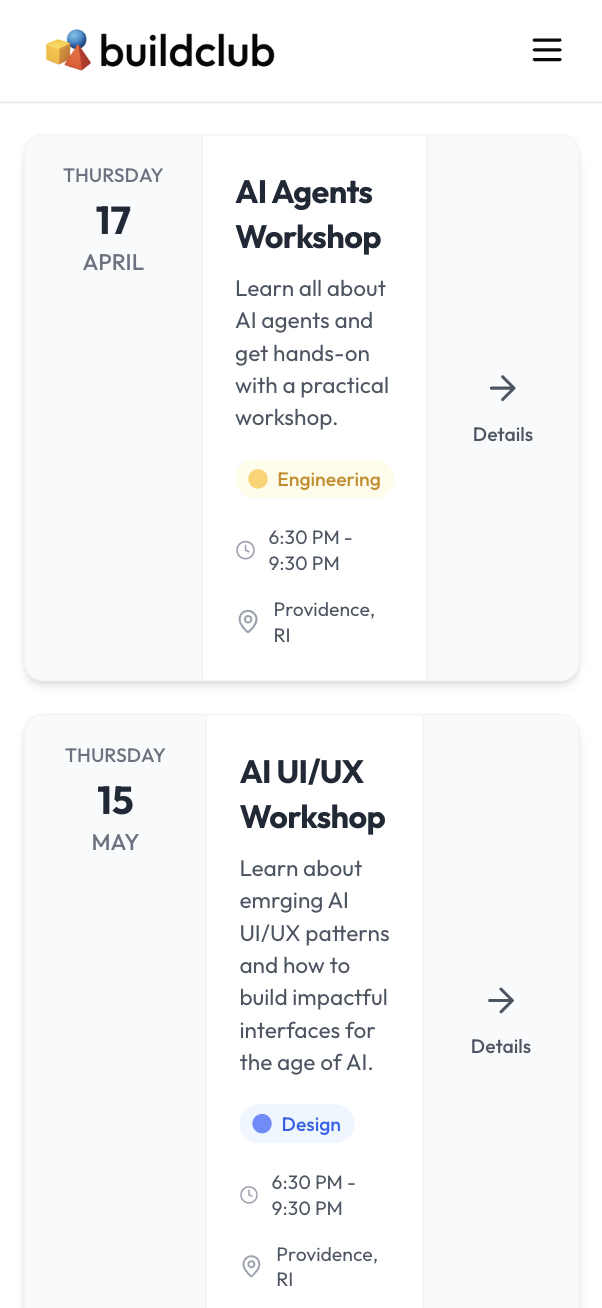 buildclub
THURSDAY
17
APRIL
AI Agents
Workshop
Learn all about
AI agents and
get hands-on
with a practical
workshop.
Engineering
6:30 PM -
9:30 PM
Providence,
RI
Details
THURSDAY
15
MAY
AI UI/UX
Workshop
Learn about
emrging AI
UI/UX patterns
and how to
build impactful
interfaces for
the age of AI.
Design
6:30 PM -
9:30 PM
Providence,
RI
Details